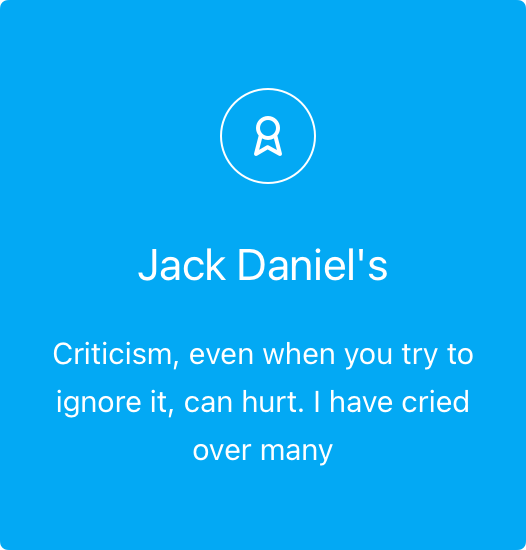 Jack Daniel's
Criticism, even when you try to
ignore it, can hurt. I have cried
over many